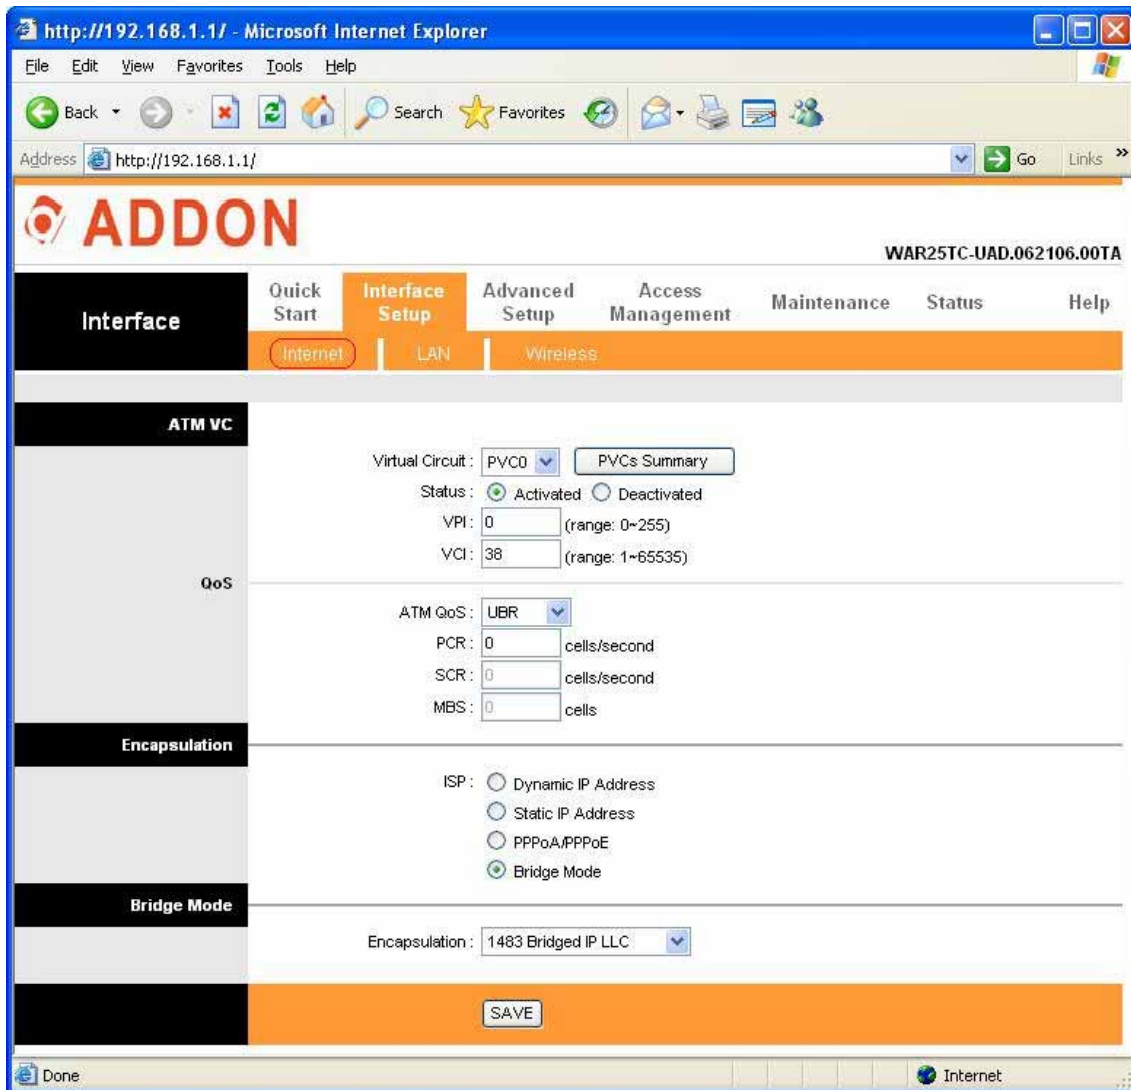 http://192.168.1.1/ - Microsoft Internet Explorer
File Edit View Favorites Tools Help
Back Search Favorites
Address http://192.168.1.1/ Go Links »
ADDON
WAR25TC-UAD.062106.00TA
Interface
Quick Start Interface Setup Advanced Setup Access Management Maintenance Status Help
Internet LAN Wireless
ATM VC
Virtual Circuit : PVC0 PVCs Summary
Status : Activated Deactivated
VPI : 0 (range: 0~255)
VCI : 38 (range: 1~65535)
QoS
ATM QoS : UBR
PCR : 0 cells/second
SCR : 0 cells/second
MBS : 0 cells
Encapsulation
ISP : Dynamic IP Address
Static IP Address
PPPoA/PPPoE
Bridge Mode
Bridge Mode
Encapsulation : 1483 Bridged IP LLC
SAVE
Done Internet